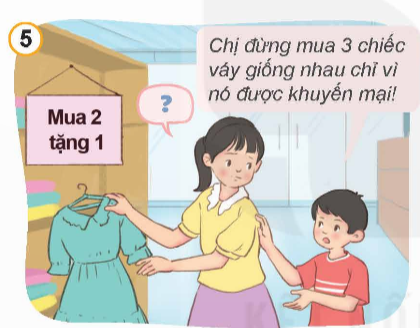 5
Mua 2
tặng 1
?
Chị đừng mua 3 chiếc
váy giống nhau chỉ vì
nó được khuyến mại!